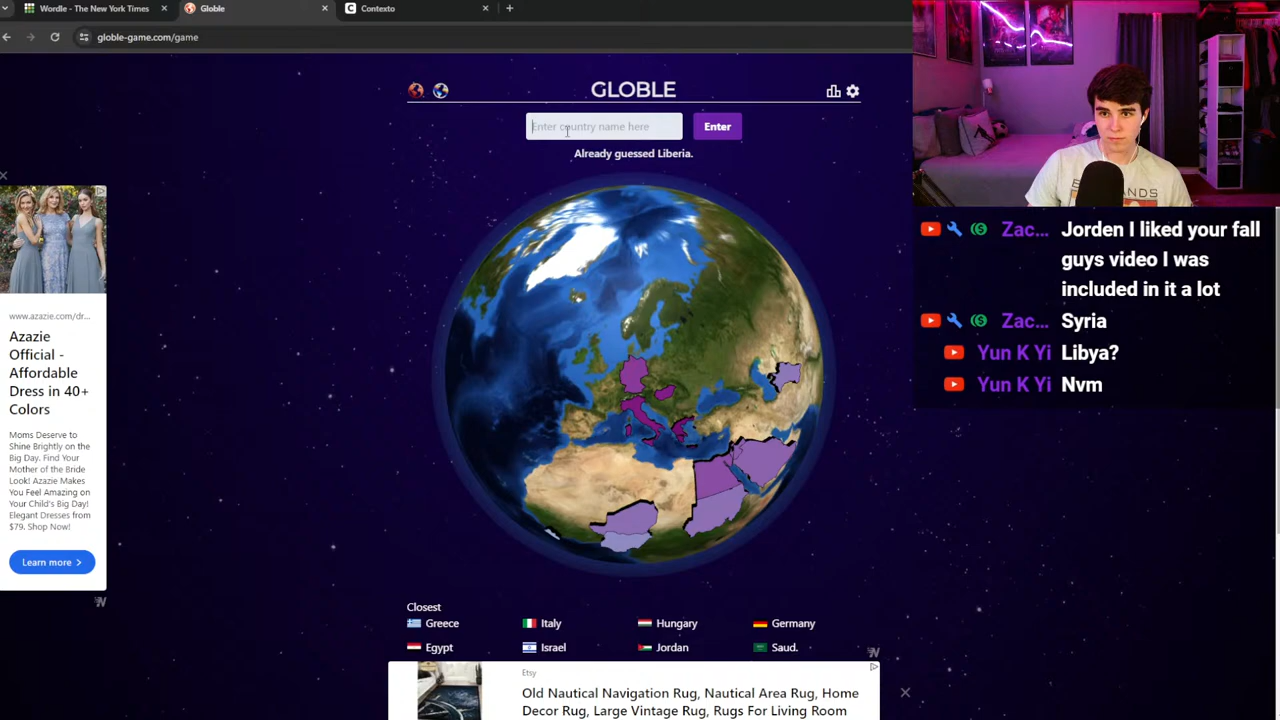 Wordle - The New York Times
Globle
Contexto
globle-game.com/game
GLOBLE
Enter country name here
Enter
Already guessed Liberia.
www.azazie.com/dr...
Azazie
Official -
Affordable
Dress in 40+
Colors
Moms Deserve to
Shine Brightly on the
Big Day. Find Your
Mother of the Bride
Look! Azazie Makes
You Feel Amazing on
Your Child's Big Day!
Elegant Dresses from
$79. Shop Now!
Learn more >
Closest
Greece
Italy
Hungary
Germany
Egypt
Israel
Jordan
Saud.
Etsy
Old Nautical Navigation Rug, Nautical Area Rug, Home
Decor Rug, Large Vintage Rug, Rugs For Living Room
Zac... Jorden I liked your fall
guys video I was
included in it a lot
Zac... Syria
Yun K Yi Libya?
Yun K Yi Nvm